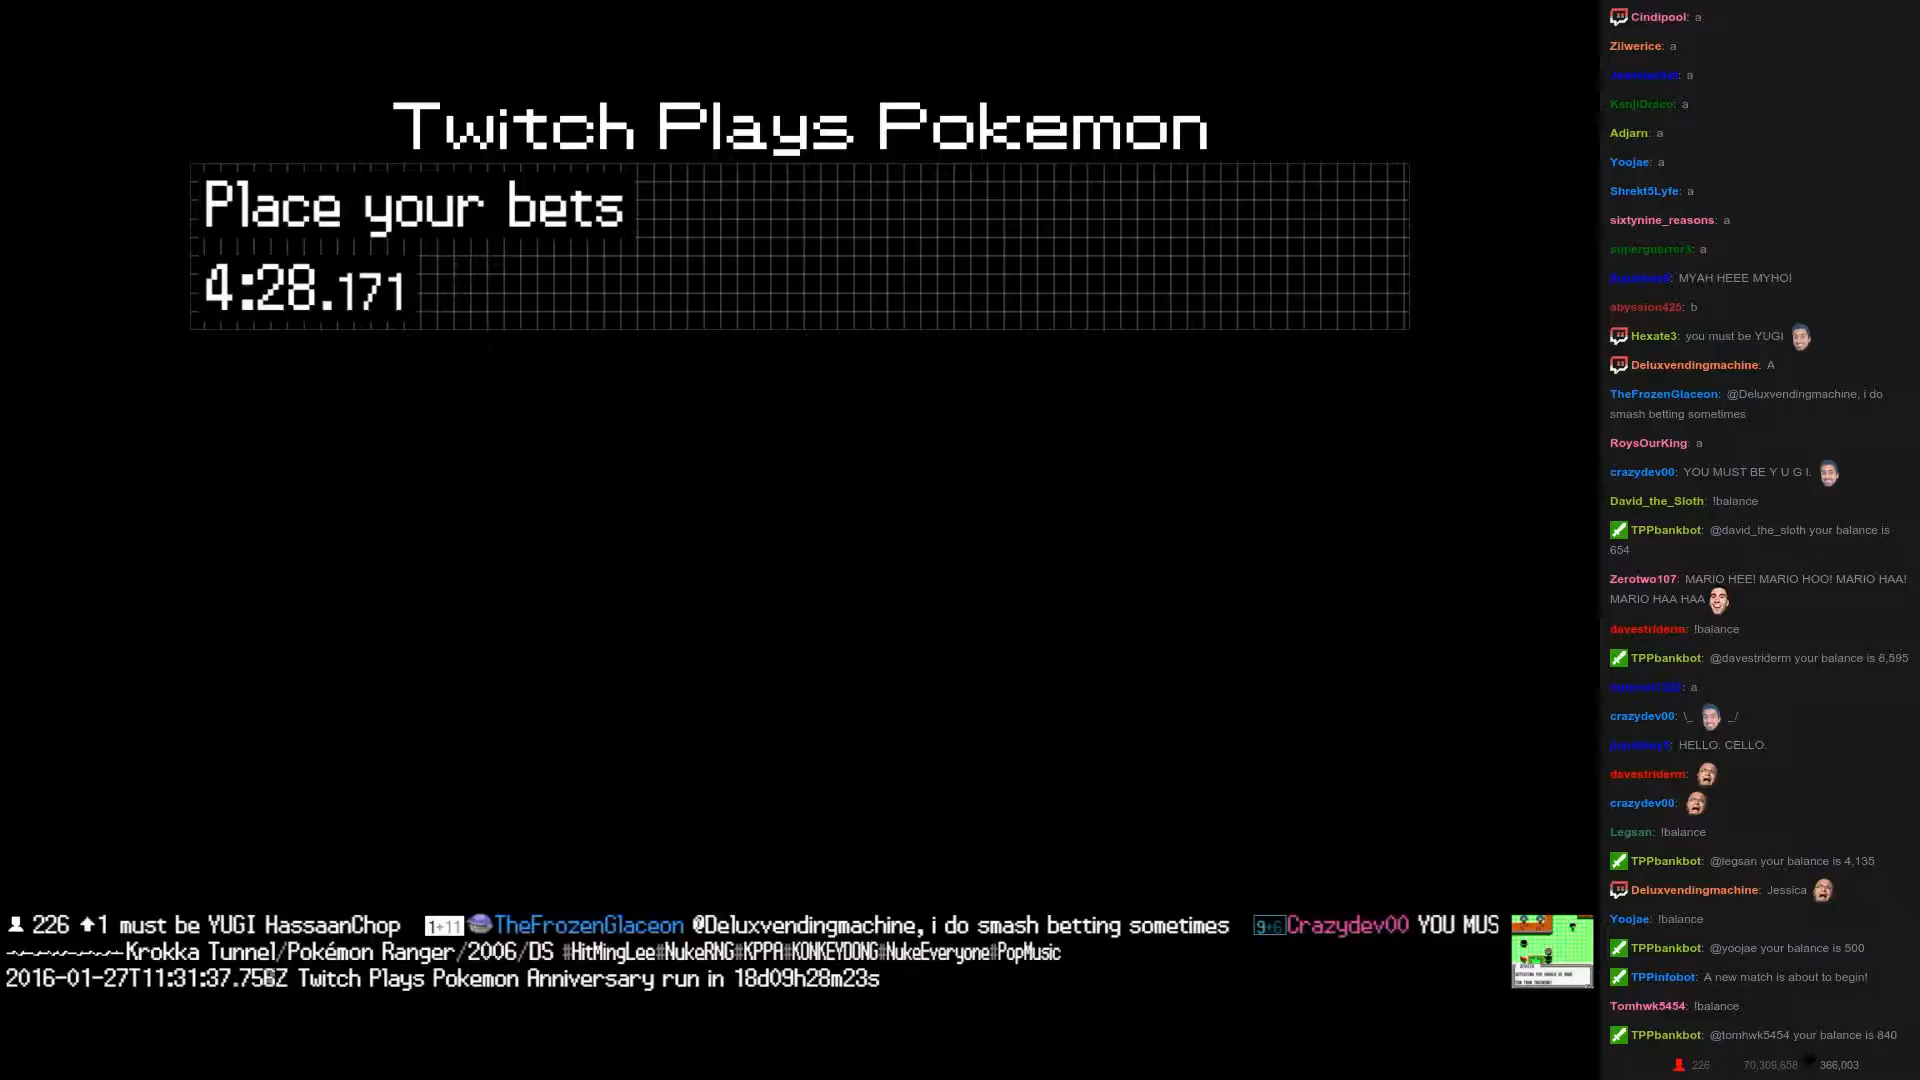 Twitch Plays Pokemon
Place your bets
4:28.171
226 1 must be YUGI HassaanChop 1+11 TheFrozenGlaceon @Deluxvendingmachine, i do smash betting sometimes 9+6 Crazydev00 YOU MUS
Krokka Tunnel/Pokémon Ranger/2006/DS #HitMingLee#NukeRNG#KPPA#KONKEYDONG#NukeEveryone#PopMusic
2016-01-27T11:31:37.756Z Twitch Plays Pokemon Anniversary run in 18d09h28m23s
Cindipool: a
Zilwerice: a
: a
KanjiDraco: a
Adjarn: a
Yoojae: a
Shrekt5Lyfe: a
sixtynine_reasons: a
superguerrer3: a
: MYAH HEEE MYHO!
abyssion425: b
Hexate3: you must be YUGI
Deluxvendingmachine: A
TheFrozenGlaceon: @Deluxvendingmachine, i do
smash betting sometimes
RoysOurKing: a
crazydev00: YOU MUST BE Y U G I.
David_the_Sloth: !balance
TPPbankbot: @david_the_sloth your balance is
654
Zerotwo107: MARIO HEE! MARIO HOO! MARIO HAA!
MARIO HAA HAA
davestriderm: !balance
TPPbankbot: @davestriderm your balance is 8,595
: a
crazydev00: \_ _/
: HELLO. CELLO.
davestriderm:
crazydev00:
Legsan: !balance
TPPbankbot: @legsan your balance is 4,135
Deluxvendingmachine: Jessica
Yoojae: !balance
TPPbankbot: @yoojae your balance is 500
TPPinfobot: A new match is about to begin!
Tomhwk5454: !balance
TPPbankbot: @tomhwk5454 your balance is 840
226 70,309,658 366,003